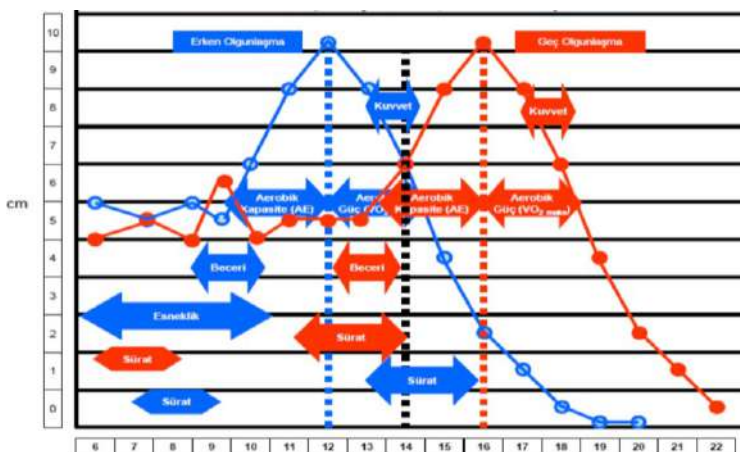 10
Erken Olgunlaşma
Geç Olgunlaşma
9
8
Kuvvet
Kuvvet
7
6
Aerobik
Kapasite (AE)
Aerobik
Kapasite (AE)
Aerobik
Güç (VO₂ maks)
cm
5
4
Beceri
Beceri
3
Esneklik
2
Sürat
Sürat
1
Sürat
Sürat
0
6 7 8 9 10 11 12 13 14 15 16 17 18 19 20 21 22